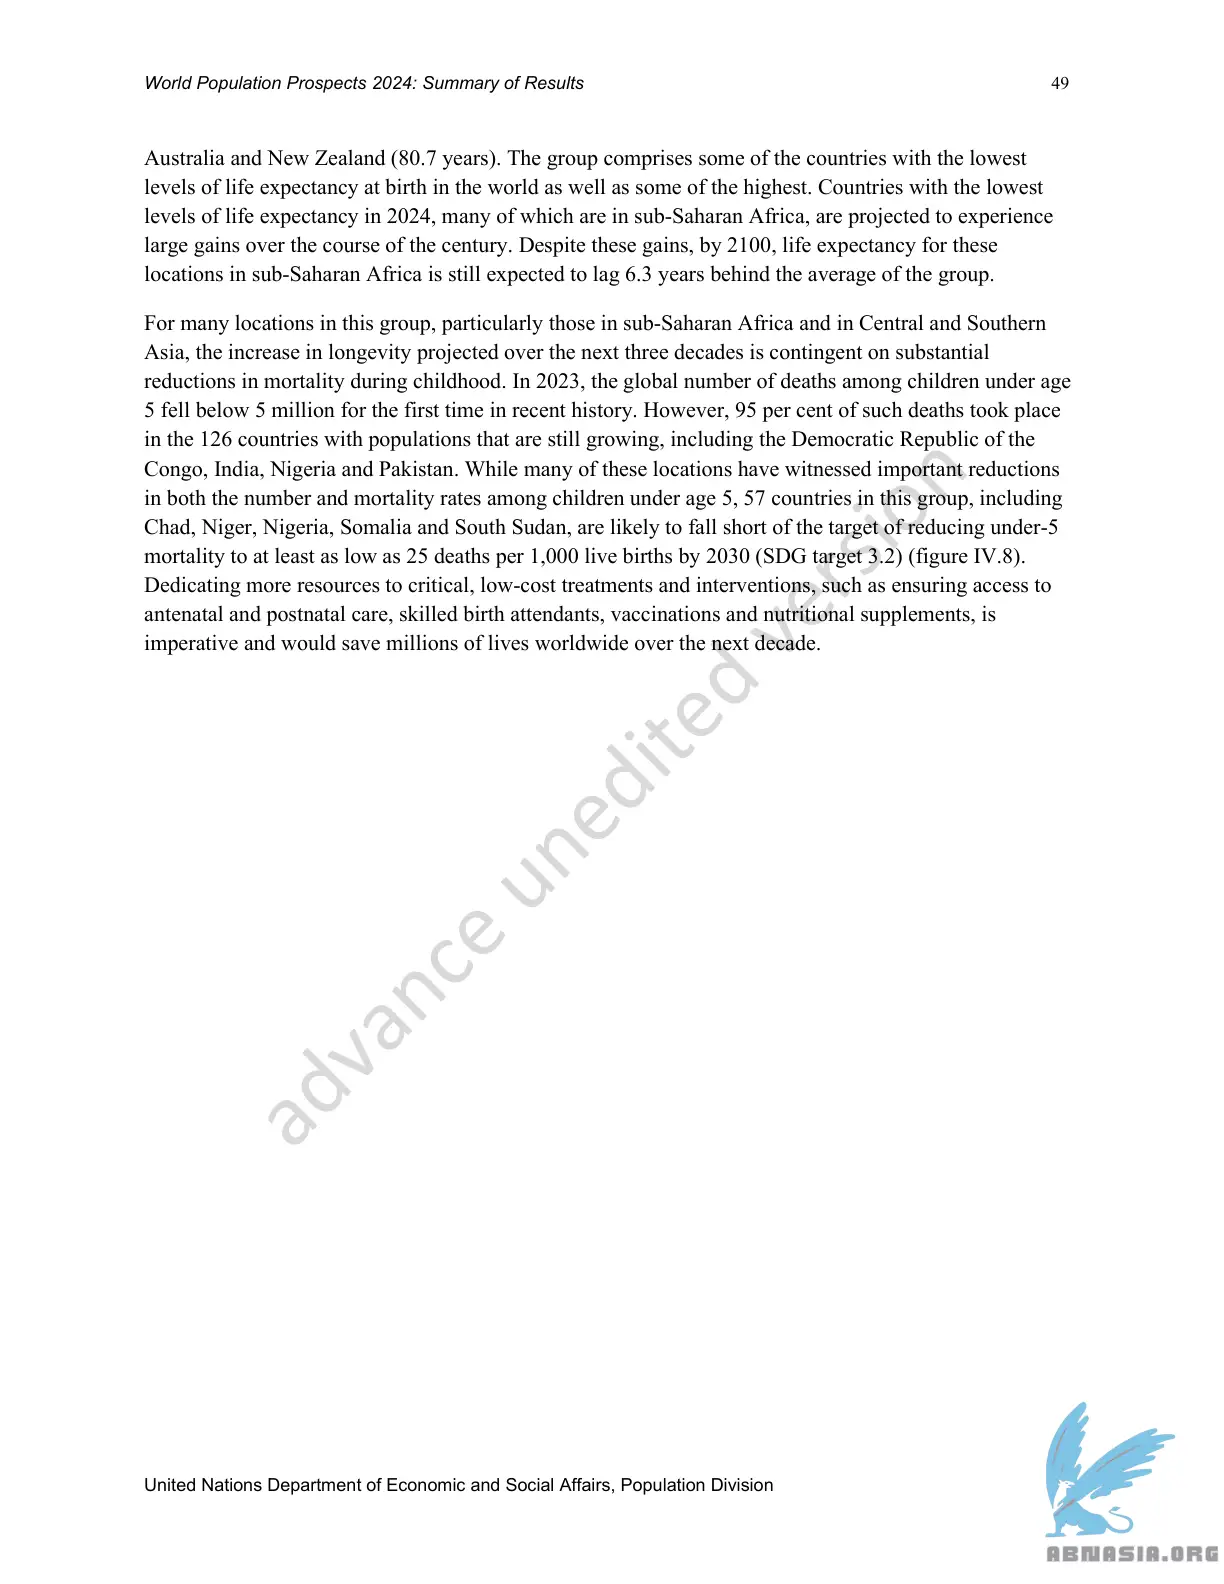 World Population Prospects 2024: Summary of Results 49
Australia and New Zealand (80.7 years). The group comprises some of the countries with the lowest
levels of life expectancy at birth in the world as well as some of the highest. Countries with the lowest
levels of life expectancy in 2024, many of which are in sub-Saharan Africa, are projected to experience
large gains over the course of the century. Despite these gains, by 2100, life expectancy for these
locations in sub-Saharan Africa is still expected to lag 6.3 years behind the average of the group.
For many locations in this group, particularly those in sub-Saharan Africa and in Central and Southern
Asia, the increase in longevity projected over the next three decades is contingent on substantial
reductions in mortality during childhood. In 2023, the global number of deaths among children under age
5 fell below 5 million for the first time in recent history. However, 95 per cent of such deaths took place
in the 126 countries with populations that are still growing, including the Democratic Republic of the
Congo, India, Nigeria and Pakistan. While many of these locations have witnessed important reductions
in both the number and mortality rates among children under age 5, 57 countries in this group, including
Chad, Niger, Nigeria, Somalia and South Sudan, are likely to fall short of the target of reducing under-5
mortality to at least as low as 25 deaths per 1,000 live births by 2030 (SDG target 3.2) (figure IV.8).
Dedicating more resources to critical, low-cost treatments and interventions, such as ensuring access to
antenatal and postnatal care, skilled birth attendants, vaccinations and nutritional supplements, is
imperative and would save millions of lives worldwide over the next decade.
advance unedited version
United Nations Department of Economic and Social Affairs, Population Division
ABNASIA.ORG